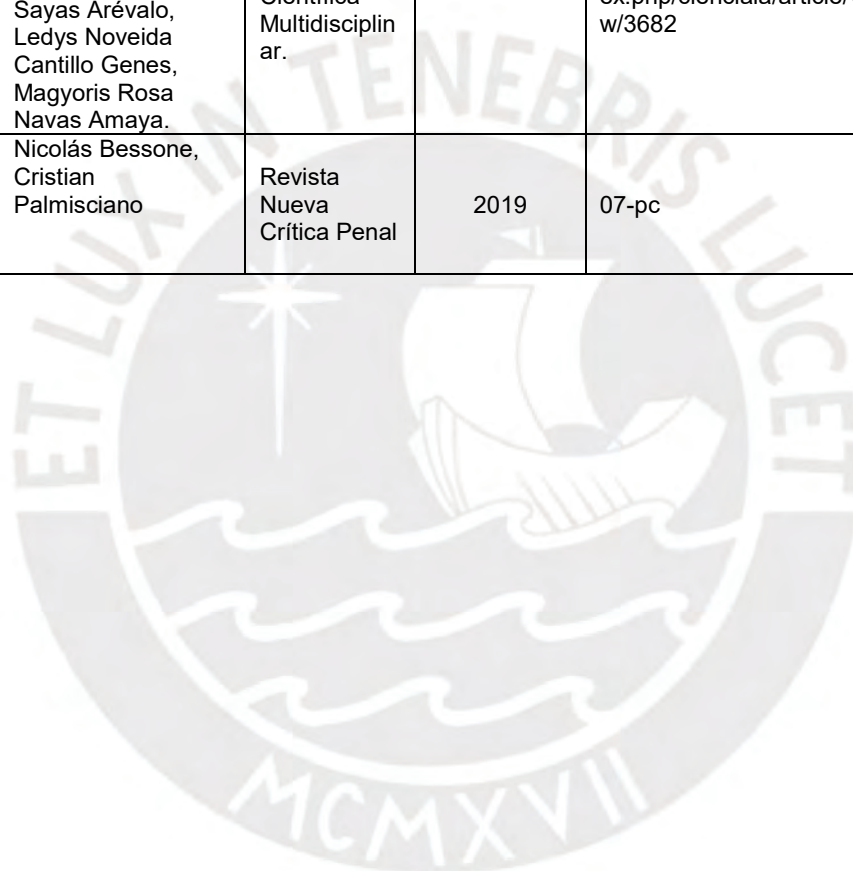 Sayas Arévalo,
Ledys Noveida
Cantillo Genes,
Magyoris Rosa
Navas Amaya.
Multidisciplin
ar.
w/3682
Nicolás Bessone,
Cristian
Palmisciano
Revista
Nueva
Crítica Penal
2019
07-pc
ET LUX IN TENEBRIS LUCET
MCMXVII